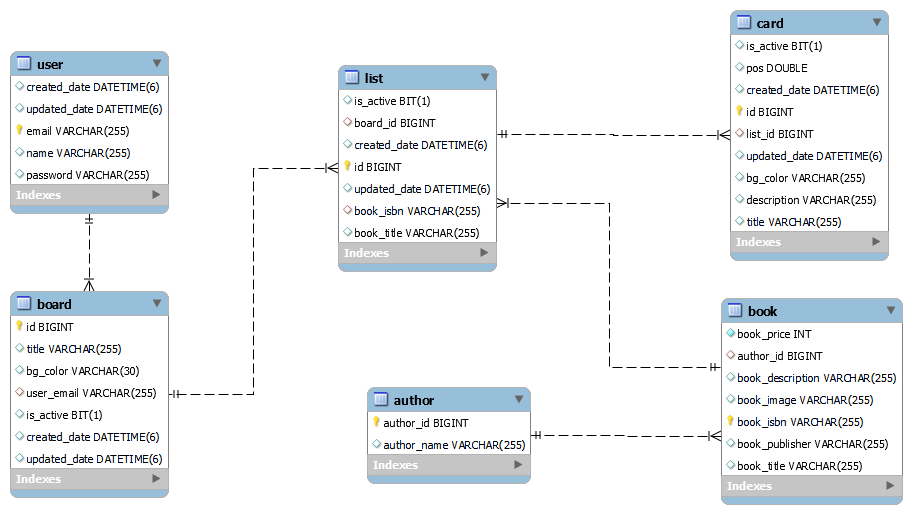 user
created_date DATETIME(6)
updated_date DATETIME(6)
email VARCHAR(255)
name VARCHAR(255)
password VARCHAR(255)
Indexes
board
id BIGINT
title VARCHAR(255)
bg_color VARCHAR(30)
user_email VARCHAR(255)
is_active BIT(1)
created_date DATETIME(6)
updated_date DATETIME(6)
Indexes
list
is_active BIT(1)
board_id BIGINT
created_date DATETIME(6)
id BIGINT
updated_date DATETIME(6)
book_isbn VARCHAR(255)
book_title VARCHAR(255)
Indexes
author
author_id BIGINT
author_name VARCHAR(255)
Indexes
card
is_active BIT(1)
pos DOUBLE
created_date DATETIME(6)
id BIGINT
list_id BIGINT
updated_date DATETIME(6)
bg_color VARCHAR(255)
description VARCHAR(255)
title VARCHAR(255)
Indexes
book
book_price INT
author_id BIGINT
book_description VARCHAR(255)
book_image VARCHAR(255)
book_isbn VARCHAR(255)
book_publisher VARCHAR(255)
book_title VARCHAR(255)
Indexes